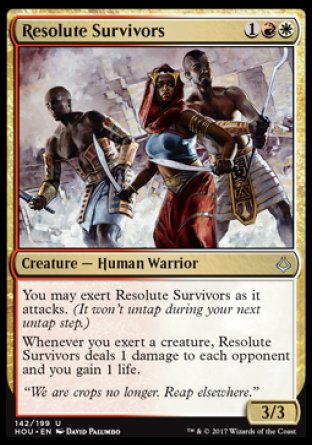 Resolute Survivors 1
Creature — Human Warrior
You may exert Resolute Survivors as it
attacks. (It won't untap during your next
untap step.)
Whenever you exert a creature, Resolute
Survivors deals 1 damage to each opponent
and you gain 1 life.
“We are crops no longer. Reap elsewhere.”
3/3
142/199 U
HOU • EN DAVID PALUMBO
™ & © 2017 Wizards of the Coast